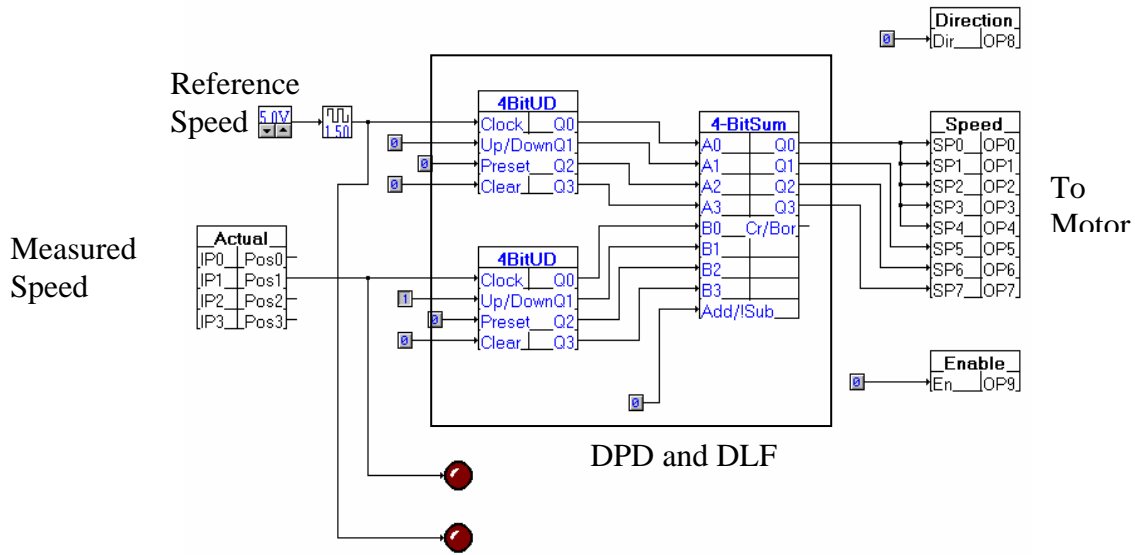 Direction
0
Dir OP8
Reference
Speed
5.0V
1.50
4BitUD
Clock Q0
Up/Down Q1
Preset Q2
Clear Q3
0
0
0
4-BitSum
A0 Q0
A1 Q1
A2 Q2
A3 Q3
B0 Cr/Bor
B1
B2
B3
Add/!Sub
Speed
SP0 OP0
SP1 OP1
SP2 OP2
SP3 OP3
SP4 OP4
SP5 OP5
SP6 OP6
SP7 OP7
To
Motor
Measured
Speed
Actual
IP0 Pos0
IP1 Pos1
IP2 Pos2
IP3 Pos3
4BitUD
Clock Q0
Up/Down Q1
Preset Q2
Clear Q3
1
0
0
0
Enable
0
En OP9
DPD and DLF